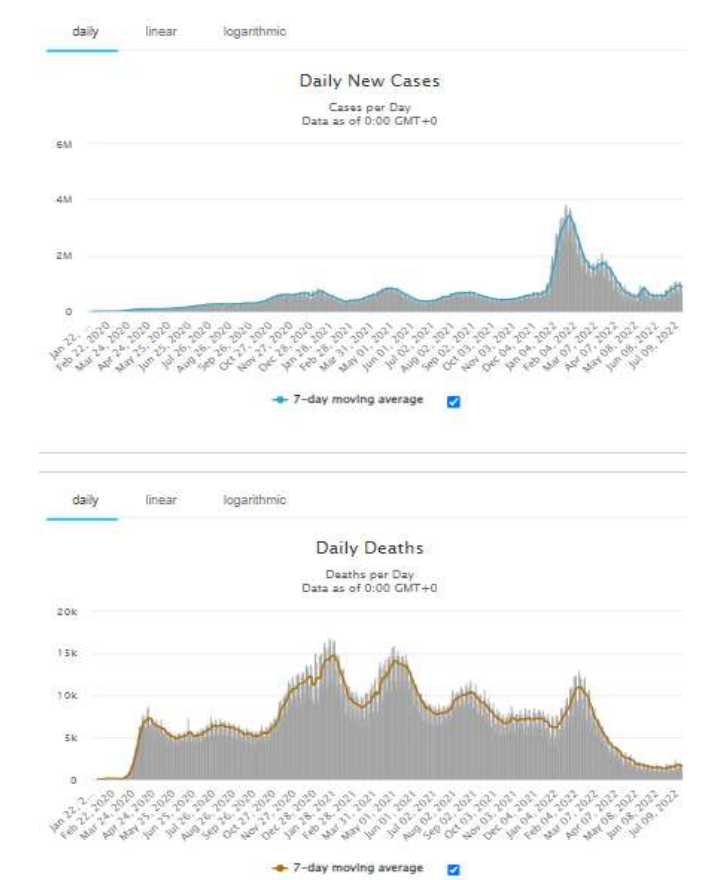 daily linear logarithmic
Daily New Cases
Cases per Day
Data as of 0:00 GMT+0
6M
4M
2M
0
Jan 22, ...
Feb 22, 2020
Mar 24, 2020
Apr 24, 2020
May 25, 2020
Jun 25, 2020
Jul 26, 2020
Aug 26, 2020
Sep 26, 2020
Oct 27, 2020
Nov 27, 2020
Dec 28, 2020
Jan 28, 2021
Feb 28, 2021
Mar 31, 2021
May 01, 2021
Jun 01, 2021
Jul 02, 2021
Aug 02, 2021
Sep 02, 2021
Oct 03, 2021
Nov 03, 2021
Dec 04, 2021
Jan 04, 2022
Feb 04, 2022
Mar 07, 2022
Apr 07, 2022
May 08, 2022
Jun 08, 2022
Jul 09, 2022
7-day moving average
daily linear logarithmic
Daily Deaths
Deaths per Day
Data as of 0:00 GMT+0
20k
15k
10k
5k
0
Jan 22, 2...
Feb 22, 2020
Mar 24, 2020
Apr 24, 2020
May 25, 2020
Jun 25, 2020
Jul 26, 2020
Aug 26, 2020
Sep 26, 2020
Oct 27, 2020
Nov 27, 2020
Dec 28, 2020
Jan 28, 2021
Feb 28, 2021
Mar 31, 2021
May 01, 2021
Jun 01, 2021
Jul 02, 2021
Aug 02, 2021
Sep 02, 2021
Oct 03, 2021
Nov 03, 2021
Dec 04, 2021
Jan 04, 2022
Feb 04, 2022
Mar 07, 2022
Apr 07, 2022
May 08, 2022
Jun 08, 2022
Jul 09, 2022
7-day moving average